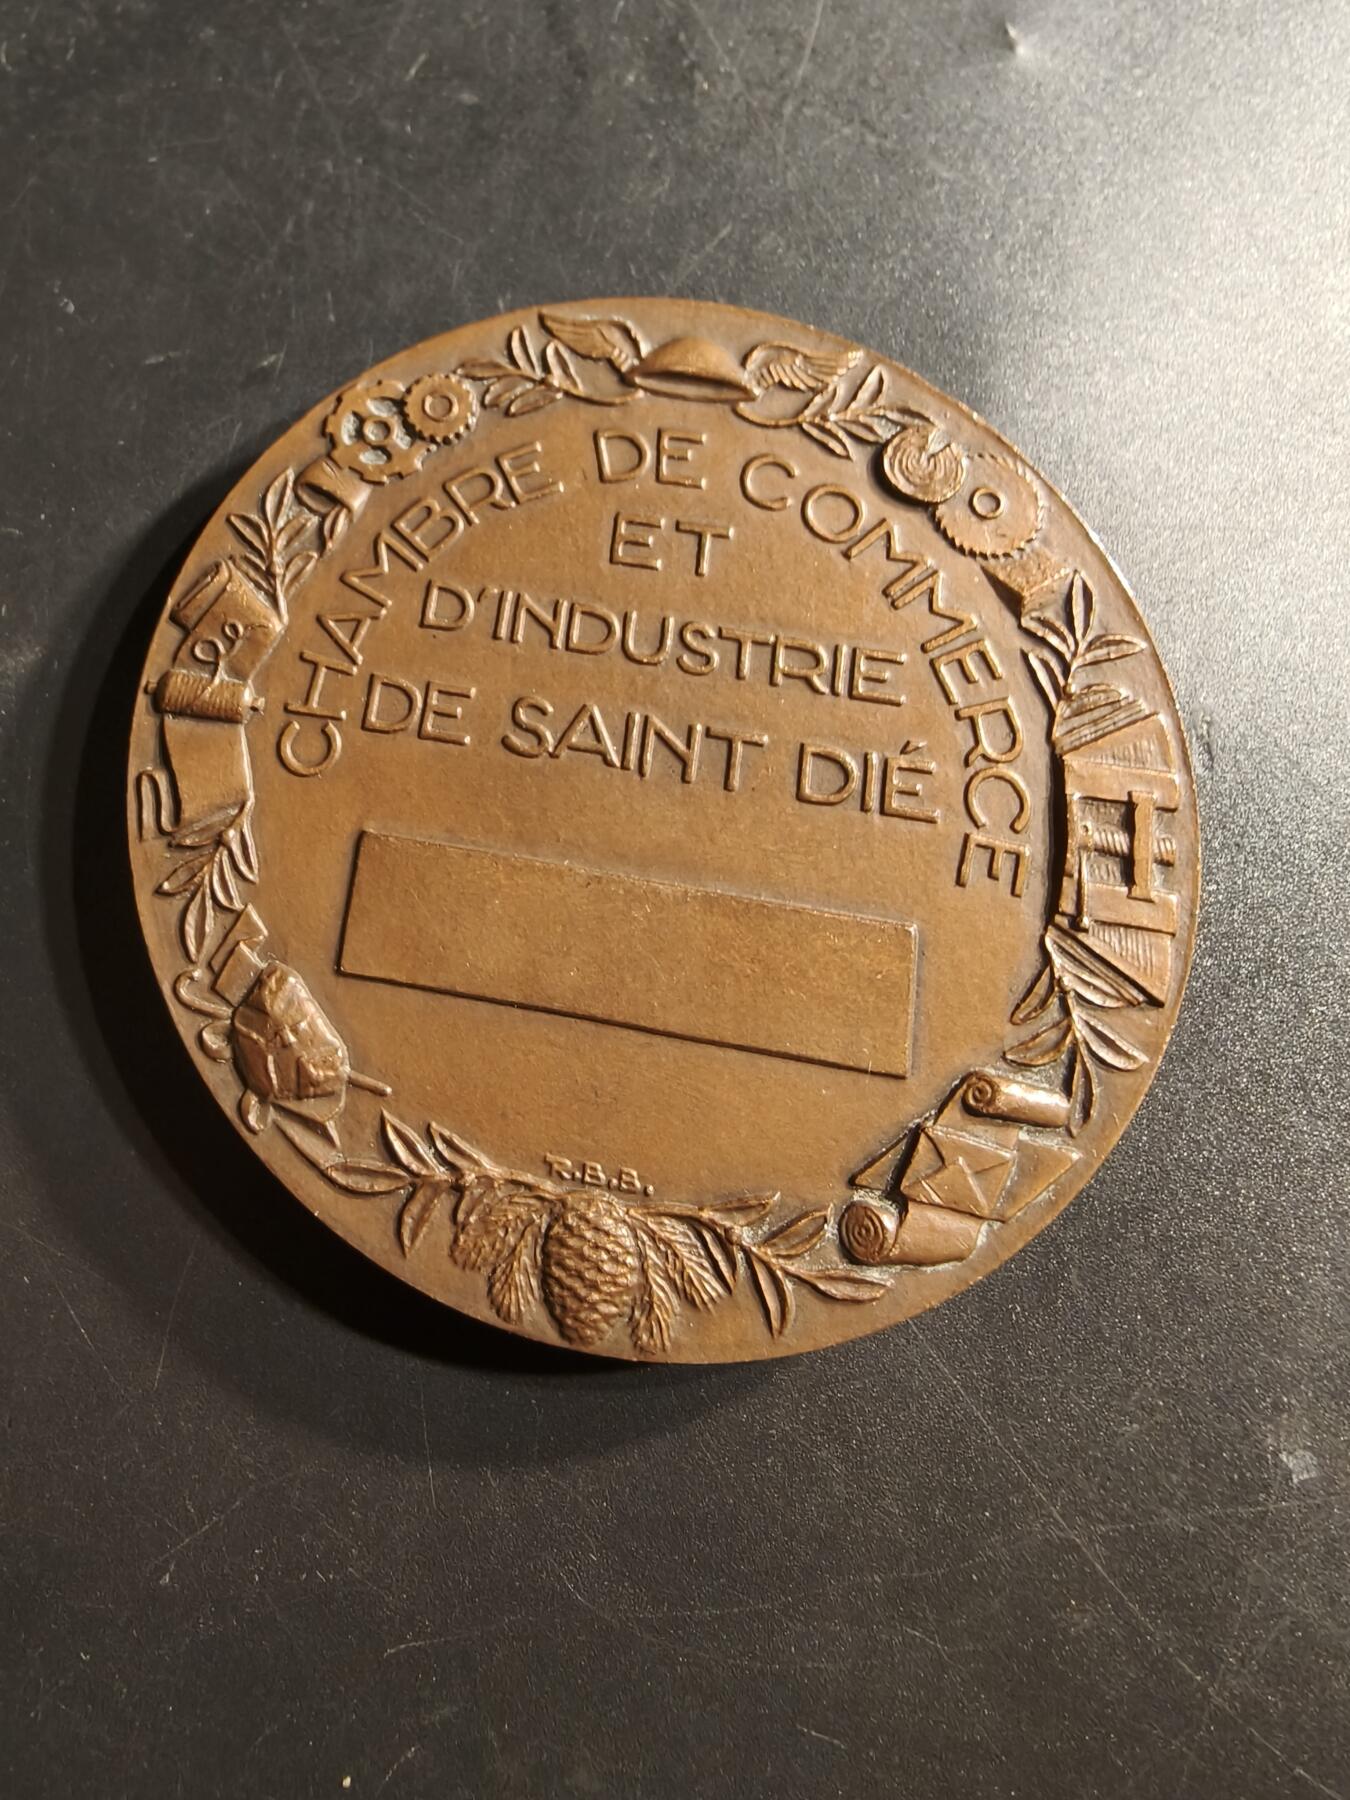 CHAMBRE DE COMMERCE
ET
D'INDUSTRIE
DE SAINT DIÉ
R.B.B.